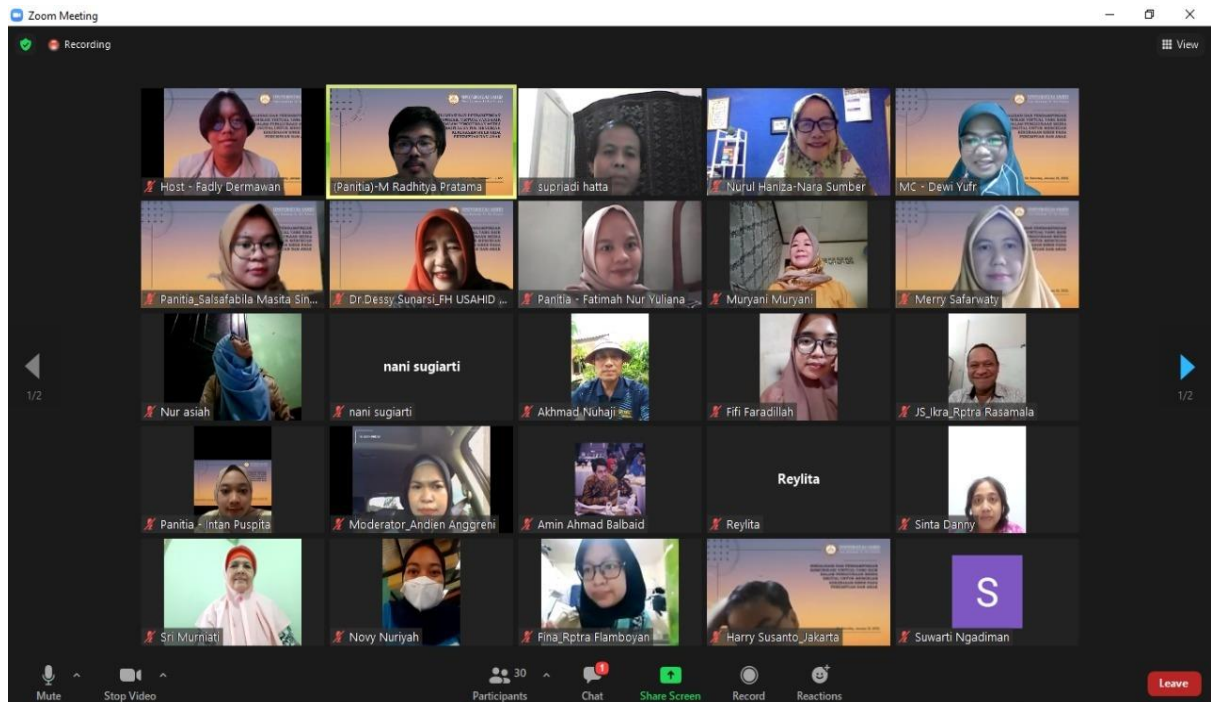 Zoom Meeting
Recording
View
Host - Fadly Dermawan
(Panitia)-M Radhitya Pratama
supriadi hatta
Nurul Haniza-Nara Sumber
MC - Dewi Yufr
Panitia_Salsafabila Masita Sin...
Dr.Dessy Sunarsi_FH USAHID ...
Panitia - Fatimah Nur Yuliana
Muryani Muryani
Merry Safarwaty
1/2
1/2
Nur asiah
nani sugiarti
nani sugiarti
Akhmad Nuhaji
Fifi Faradillah
JS_Ikra_Rptra Rasamala
Panitia - Intan Puspita
Moderator_Andien Anggreni
Amin Ahmad Balbaid
Reylita
Reylita
Sinta Danny
Sri Murniati
Novy Nuriyah
Fina_Rptra Flamboyan
Harry Susanto_Jakarta
S
Suwarti Ngadiman
Mute
Stop Video
30
Participants
1
Chat
Share Screen
Record
Reactions
Leave